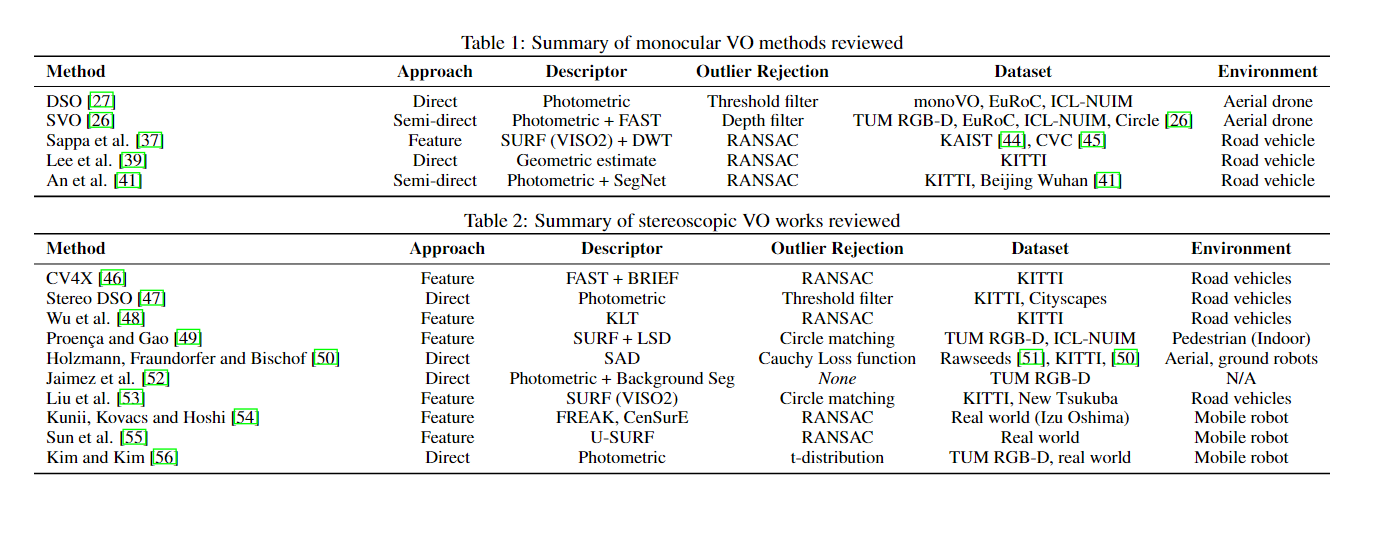 Table 1: Summary of monocular VO methods reviewed
Method Approach Descriptor Outlier Rejection Dataset Environment
DSO [27] Direct Photometric Threshold filter monoVO, EuRoC, ICL-NUIM Aerial drone
SVO [26] Semi-direct Photometric + FAST Depth filter TUM RGB-D, EuRoC, ICL-NUIM, Circle [26] Aerial drone
Sappa et al. [37] Feature SURF (VISO2) + DWT RANSAC KAIST [44], CVC [45] Road vehicle
Lee et al. [39] Direct Geometric estimate RANSAC KITTI Road vehicle
An et al. [41] Semi-direct Photometric + SegNet RANSAC KITTI, Beijing Wuhan [41] Road vehicle
Table 2: Summary of stereoscopic VO works reviewed
Method Approach Descriptor Outlier Rejection Dataset Environment
CV4X [46] Feature FAST + BRIEF RANSAC KITTI Road vehicles
Stereo DSO [47] Direct Photometric Threshold filter KITTI, Cityscapes Road vehicles
Wu et al. [48] Feature KLT RANSAC KITTI Road vehicles
Proença and Gao [49] Feature SURF + LSD Circle matching TUM RGB-D, ICL-NUIM Pedestrian (Indoor)
Holzmann, Fraundorfer and Bischof [50] Direct SAD Cauchy Loss function Rawseeds [51], KITTI, [50] Aerial, ground robots
Jaimez et al. [52] Direct Photometric + Background Seg None TUM RGB-D N/A
Liu et al. [53] Feature SURF (VISO2) Circle matching KITTI, New Tsukuba Road vehicles
Kunii, Kovacs and Hoshi [54] Feature FREAK, CenSurE RANSAC Real world (Izu Oshima) Mobile robot
Sun et al. [55] Feature U-SURF RANSAC Real world Mobile robot
Kim and Kim [56] Direct Photometric t-distribution TUM RGB-D, real world Mobile robot